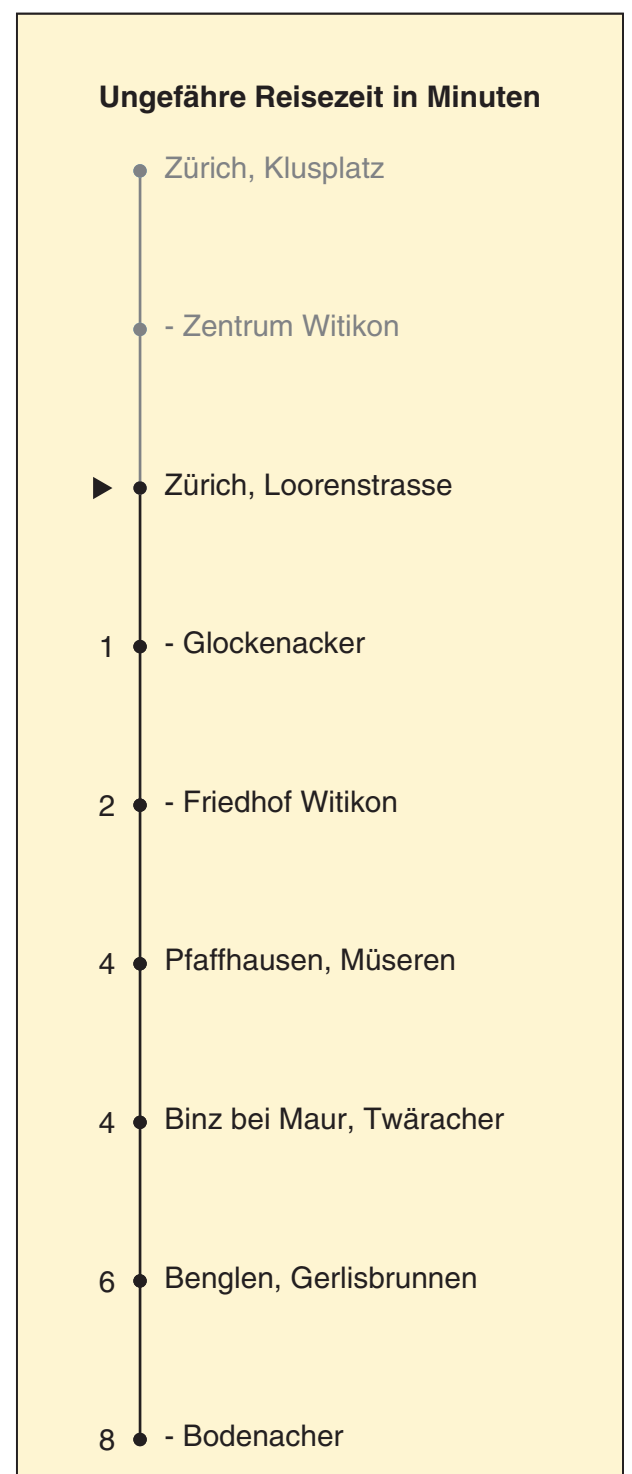 Ungefähre Reisezeit in Minuten
Zürich, Klusplatz
- Zentrum Witikon
Zürich, Loorenstrasse
1 - Glockenacker
2 - Friedhof Witikon
4 Pfaffhausen, Müseren
4 Binz bei Maur, Twäracher
6 Benglen, Gerlisbrunnen
8 - Bodenacher